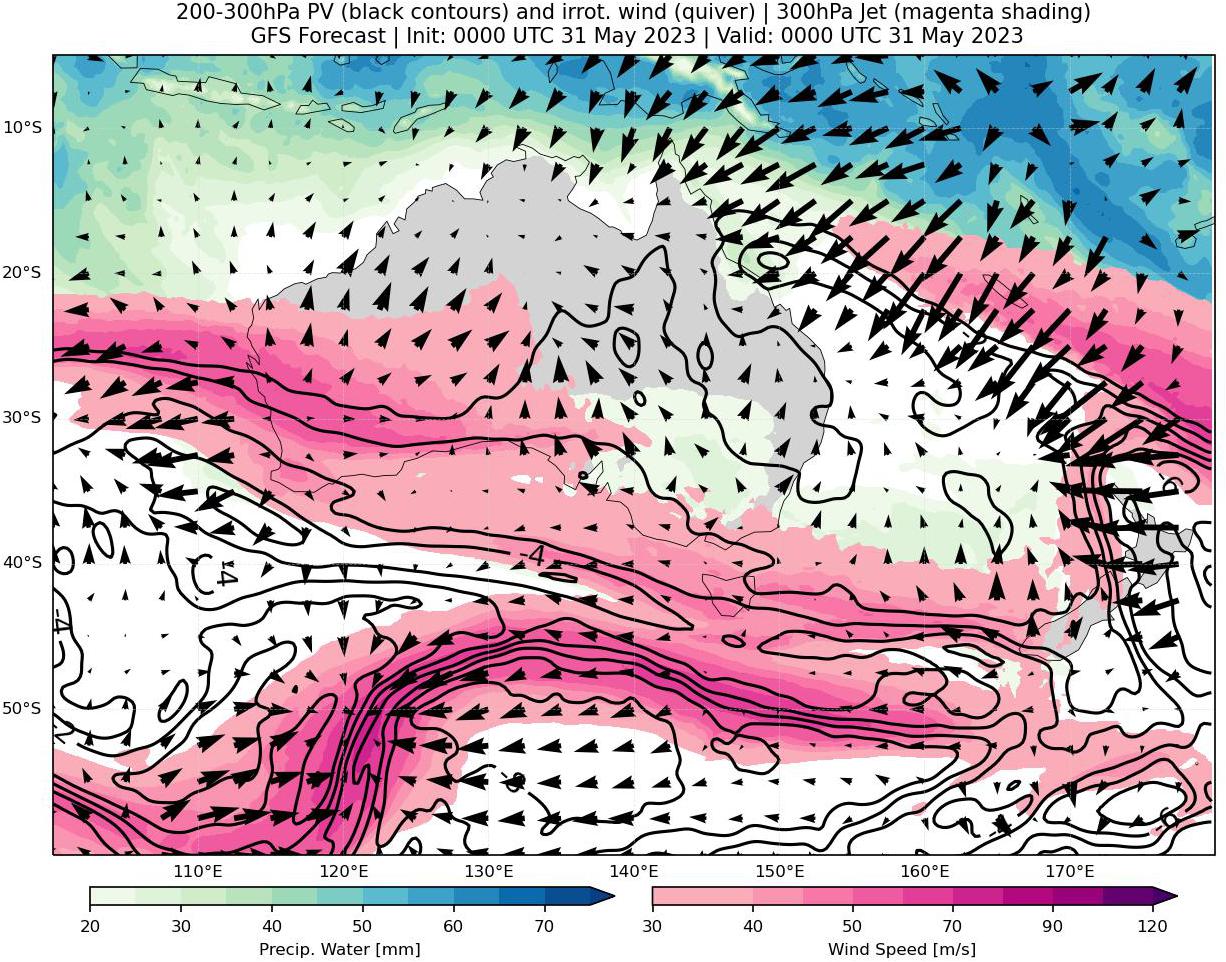 200-300hPa PV (black contours) and irrot. wind (quiver) | 300hPa Jet (magenta shading)
GFS Forecast | Init: 0000 UTC 31 May 2023 | Valid: 0000 UTC 31 May 2023
10°S
20°S
30°S
40°S
50°S
-4
110°E 120°E 130°E 140°E 150°E 160°E 170°E
20 30 40 50 60 70
30 40 50 70 90 120
Precip. Water [mm]
Wind Speed [m/s]